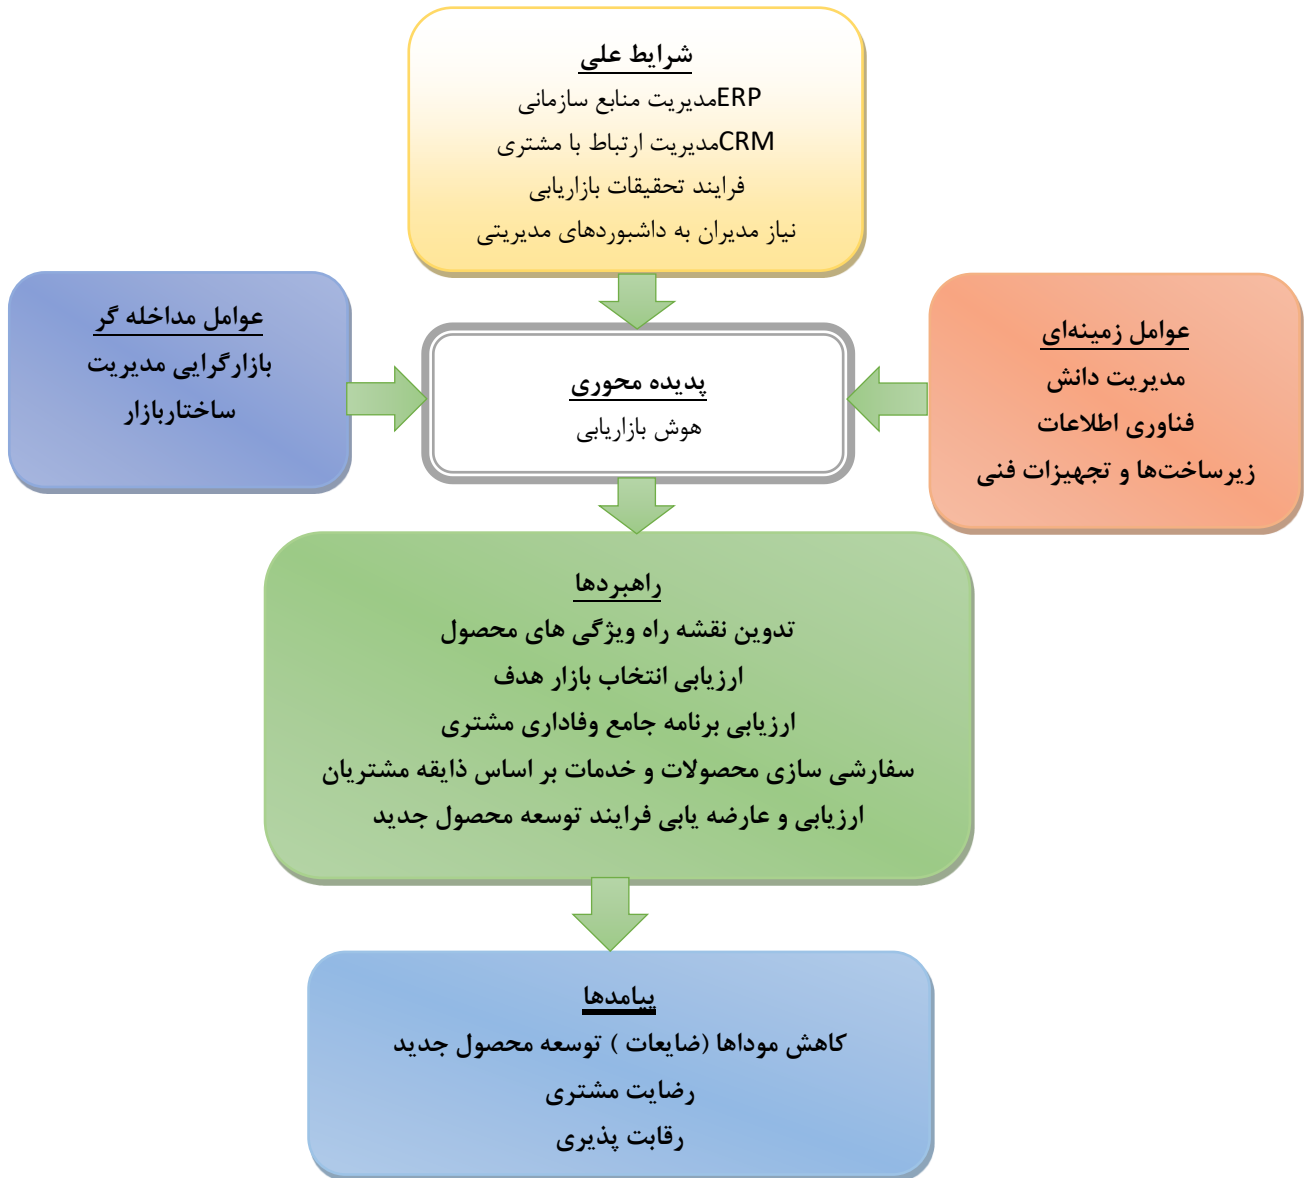 شرایط علی
ERPمدیریت منابع سازمانی
CRMمدیریت ارتباط با مشتری
فرایند تحقیقات بازاریابی
نیاز مدیران به داشبوردهای مدیریتی
عوامل زمینه‌ای
مدیریت دانش
فناوری اطلاعات
زیرساخت‌ها و تجهیزات فنی
پدیده محوری
هوش بازاریابی
عوامل مداخله گر
بازارگرایی مدیریت
ساختاربازار
راهبردها
تدوین نقشه راه ویژگی های محصول
ارزیابی انتخاب بازار هدف
ارزیابی برنامه جامع وفاداری مشتری
سفارشی سازی محصولات و خدمات بر اساس ذایقه مشتریان
ارزیابی و عارضه یابی فرایند توسعه محصول جدید
پیامدها
کاهش موداها (ضایعات ) توسعه محصول جدید
رضایت مشتری
رقابت پذیری